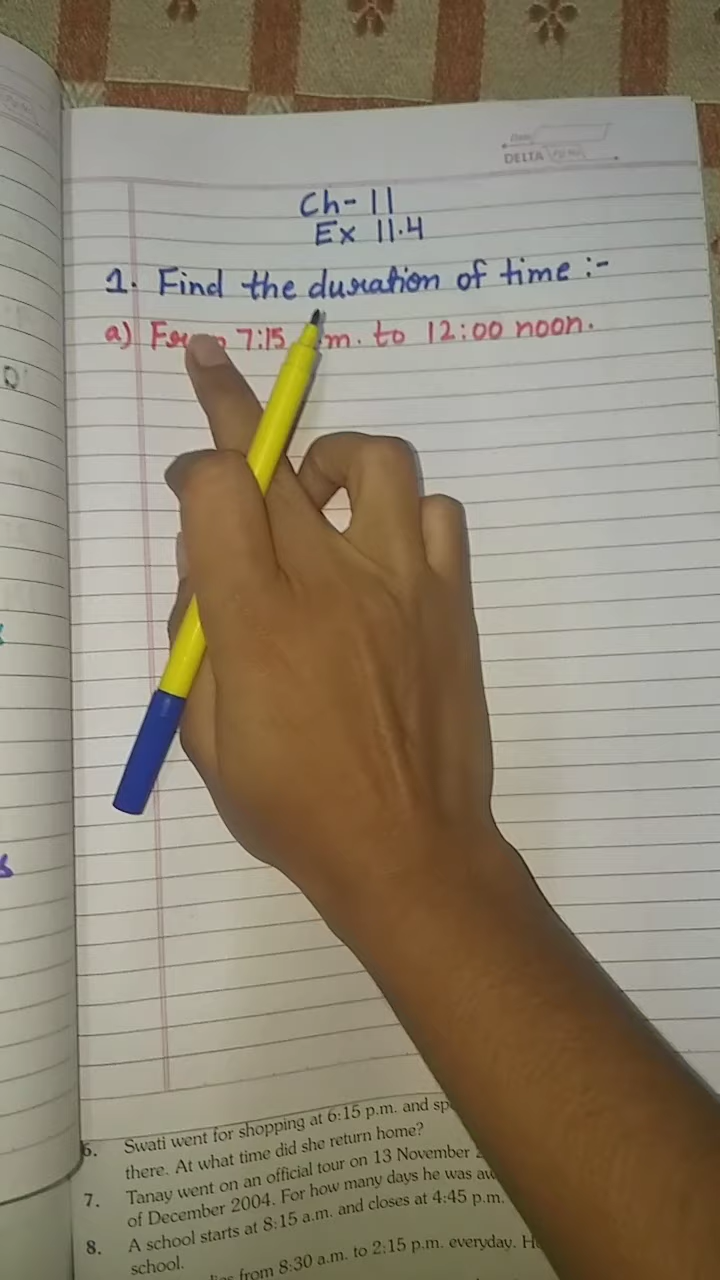 DELTA
Ch-11
Ex 11.4
1. Find the duration of time :-
a) From 7:15 m. to 12:00 noon.
6. Swati went for shopping at 6:15 p.m. and
there. At what time did she return home?
7. Tanay went on an official tour on 13 November
of December 2004. For how many days he was
8. A school starts at 8:15 a.m. and closes at 4:45 p.m.
school.
from 8:30 a.m. to 2:15 p.m. everyday.